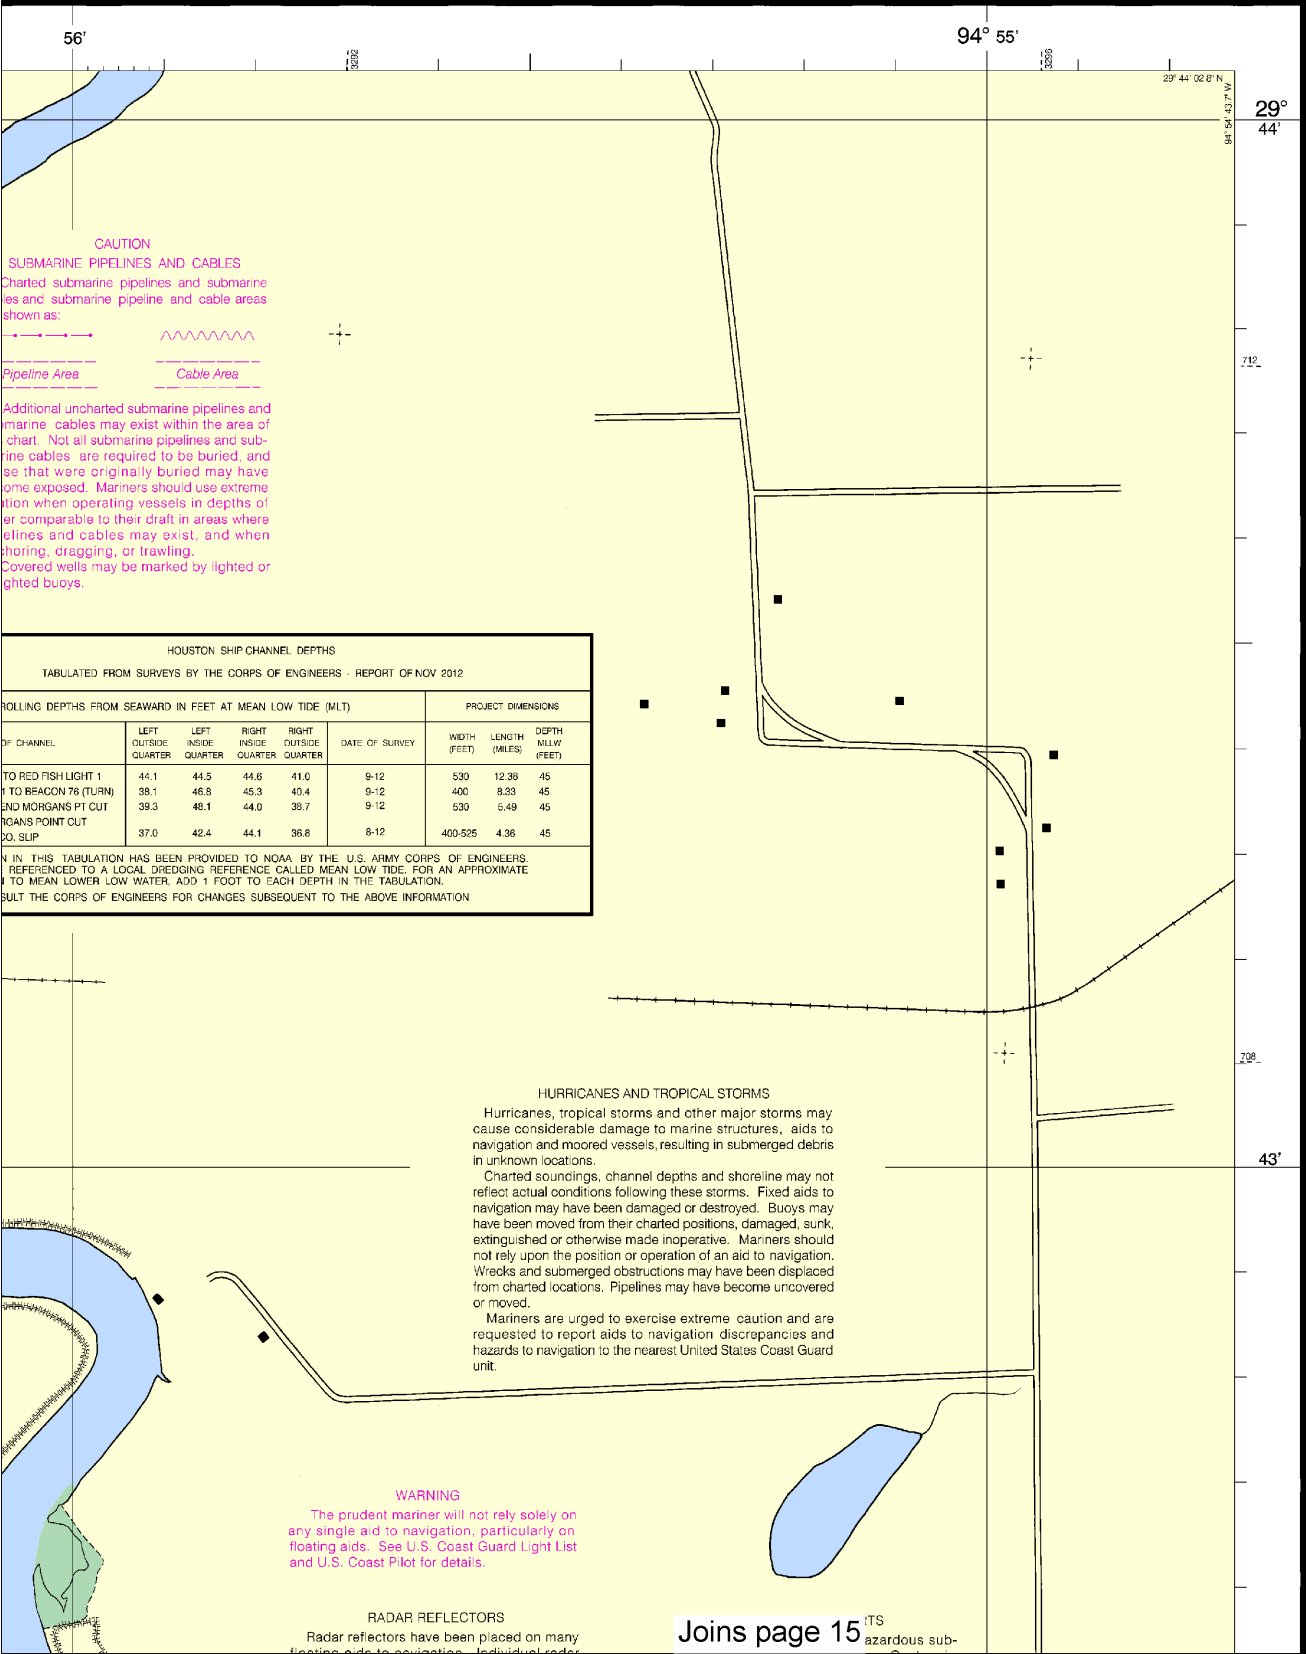 56'
94° 55'
3292
3296
29° 44' 02.8" N
94° 54' 43.7" W
29°
44'
CAUTION
SUBMARINE PIPELINES AND CABLES
Charted submarine pipelines and submarine
les and submarine pipeline and cable areas
shown as:
Pipeline Area
Cable Area
Additional uncharted submarine pipelines and
marine cables may exist within the area of
chart. Not all submarine pipelines and sub-
rine cables are required to be buried, and
se that were originally buried may have
ome exposed. Mariners should use extreme
ution when operating vessels in depths of
er comparable to their draft in areas where
elines and cables may exist, and when
choring, dragging, or trawling.
Covered wells may be marked by lighted or
ghted buoys.
712
HOUSTON SHIP CHANNEL DEPTHS
TABULATED FROM SURVEYS BY THE CORPS OF ENGINEERS - REPORT OF NOV 2012
ROLLING DEPTHS FROM SEAWARD IN FEET AT MEAN LOW TIDE (MLT)
PROJECT DIMENSIONS
OF CHANNEL
LEFT OUTSIDE QUARTER
LEFT INSIDE QUARTER
RIGHT INSIDE QUARTER
RIGHT OUTSIDE QUARTER
DATE OF SURVEY
WIDTH (FEET)
LENGTH (MILES)
DEPTH MLLW (FEET)
TO RED FISH LIGHT 1 44.1 44.5 44.6 41.0 9-12 530 12.38 45
1 TO BEACON 76 (TURN) 38.1 46.8 45.3 40.4 9-12 400 8.33 45
END MORGANS PT CUT 39.3 48.1 44.0 38.7 9-12 530 5.49 45
RGANS POINT CUT
CO. SLIP 37.0 42.4 44.1 36.8 8-12 400-525 4.36 45
N IN THIS TABULATION HAS BEEN PROVIDED TO NOAA BY THE U.S. ARMY CORPS OF ENGINEERS.
REFERENCED TO A LOCAL DREDGING REFERENCE CALLED MEAN LOW TIDE. FOR AN APPROXIMATE
TO MEAN LOWER LOW WATER, ADD 1 FOOT TO EACH DEPTH IN THE TABULATION.
SULT THE CORPS OF ENGINEERS FOR CHANGES SUBSEQUENT TO THE ABOVE INFORMATION
708
HURRICANES AND TROPICAL STORMS
Hurricanes, tropical storms and other major storms may
cause considerable damage to marine structures, aids to
navigation and moored vessels, resulting in submerged debris
in unknown locations.
Charted soundings, channel depths and shoreline may not
reflect actual conditions following these storms. Fixed aids to
navigation may have been damaged or destroyed. Buoys may
have been moved from their charted positions, damaged, sunk,
extinguished or otherwise made inoperative. Mariners should
not rely upon the position or operation of an aid to navigation.
Wrecks and submerged obstructions may have been displaced
from charted locations. Pipelines may have become uncovered
or moved.
Mariners are urged to exercise extreme caution and are
requested to report aids to navigation discrepancies and
hazards to navigation to the nearest United States Coast Guard
unit.
43'
WARNING
The prudent mariner will not rely solely on
any single aid to navigation, particularly on
floating aids. See U.S. Coast Guard Light List
and U.S. Coast Pilot for details.
RADAR REFLECTORS
Radar reflectors have been placed on many
floating aids to navigation. Individual radar
Joins page 15
RTS
azardous sub-